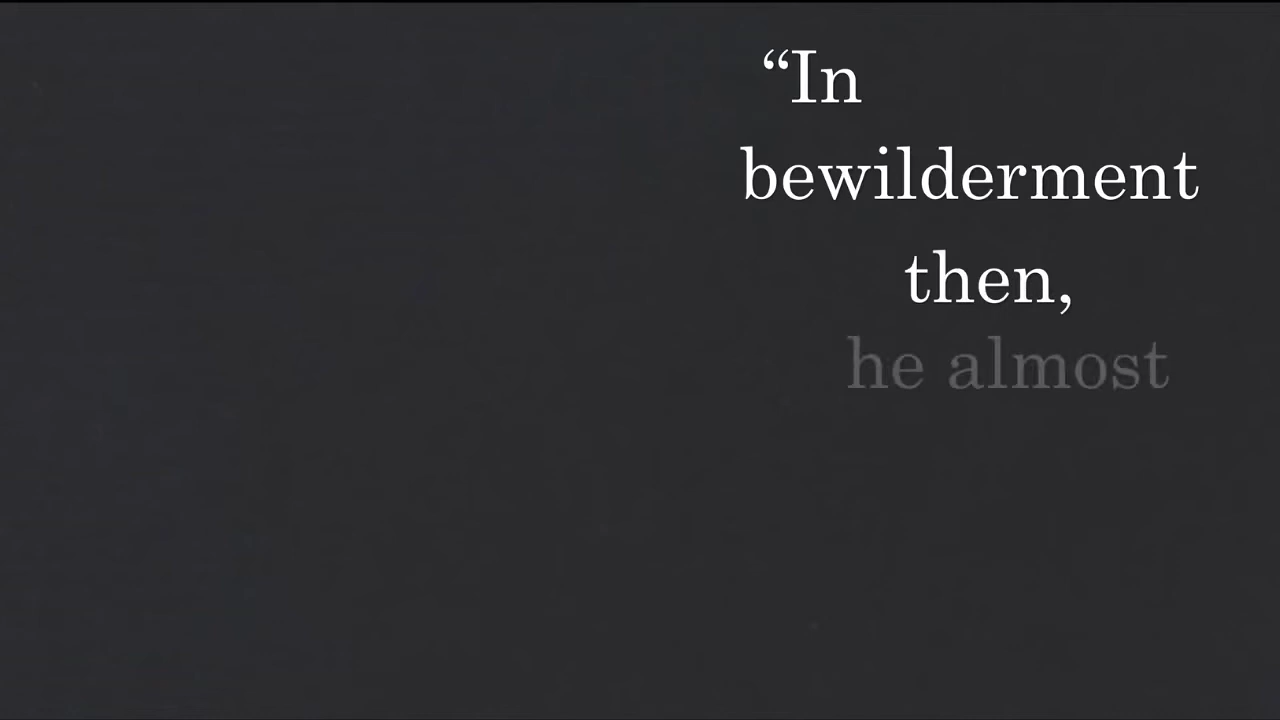 “In
bewilderment
then,
he almost